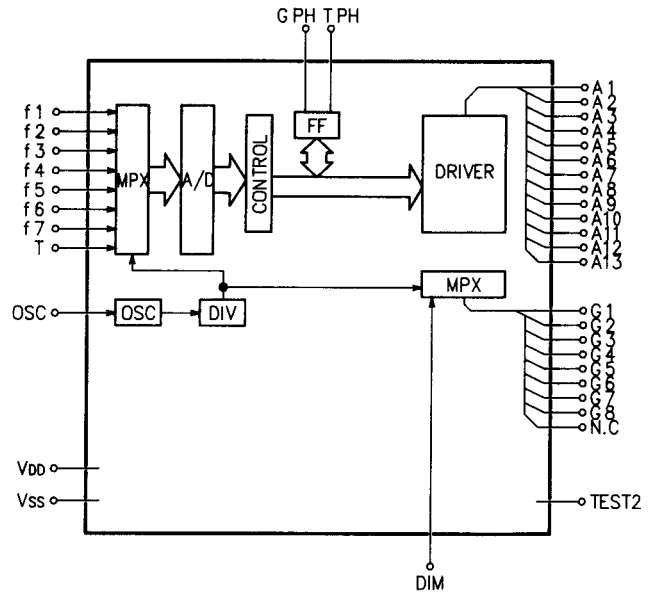 GPH TPH
f1
f2
f3
f4
f5
f6
f7
T
MPX
A/D
CONTROL
FF
DRIVER
A1
A2
A3
A4
A5
A6
A7
A8
A9
A10
A11
A12
A13
OSC
OSC
DIV
MPX
G1
G2
G3
G4
G5
G6
G7
G8
N.C
VDD
VSS
TEST2
DIM